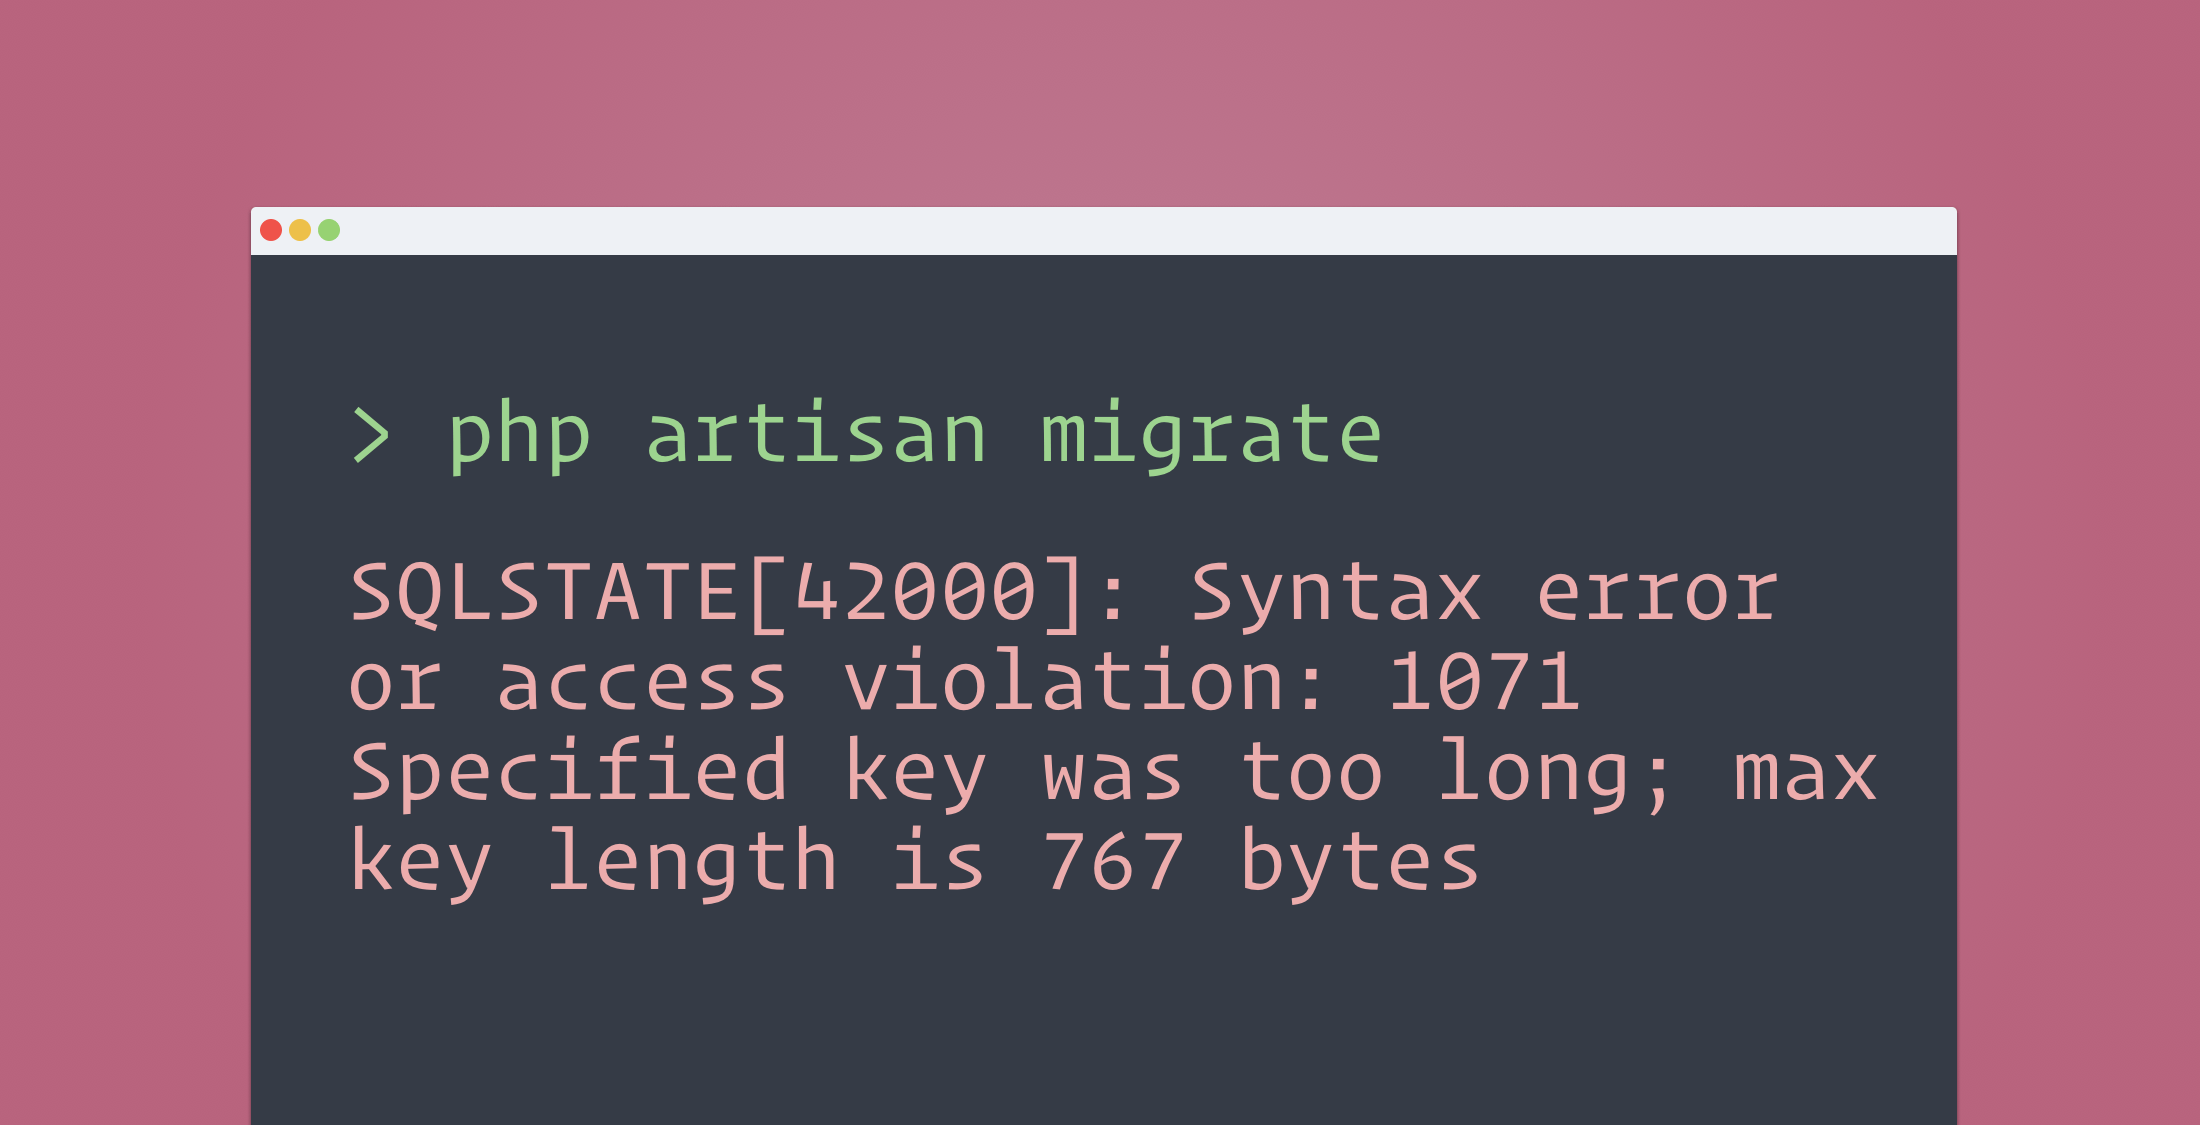 > php artisan migrate
SQLSTATE[42000]: Syntax error
or access violation: 1071
Specified key was too long; max
key length is 767 bytes